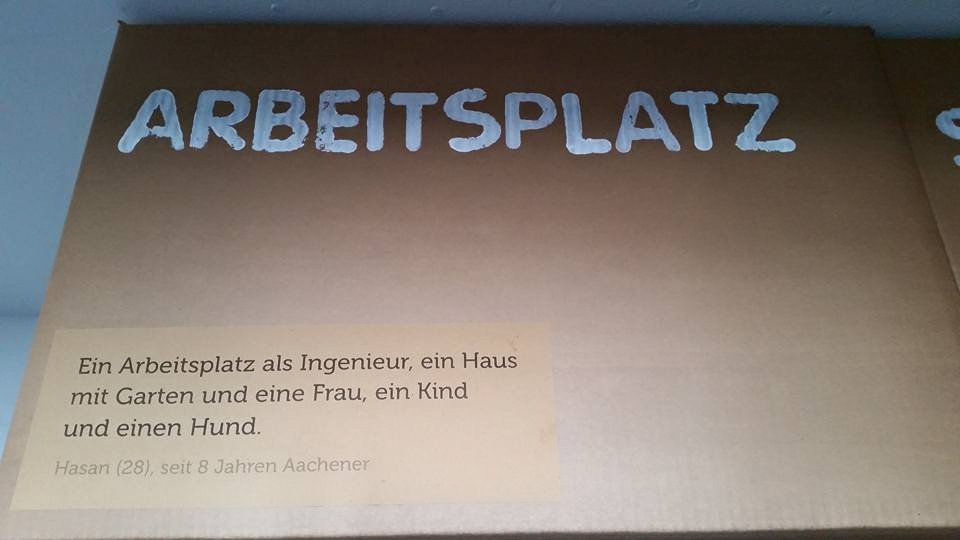 ARBEITSPLATZ
Ein Arbeitsplatz als Ingenieur, ein Haus
mit Garten und eine Frau, ein Kind
und einen Hund.
Hasan (28), seit 8 Jahren Aachener